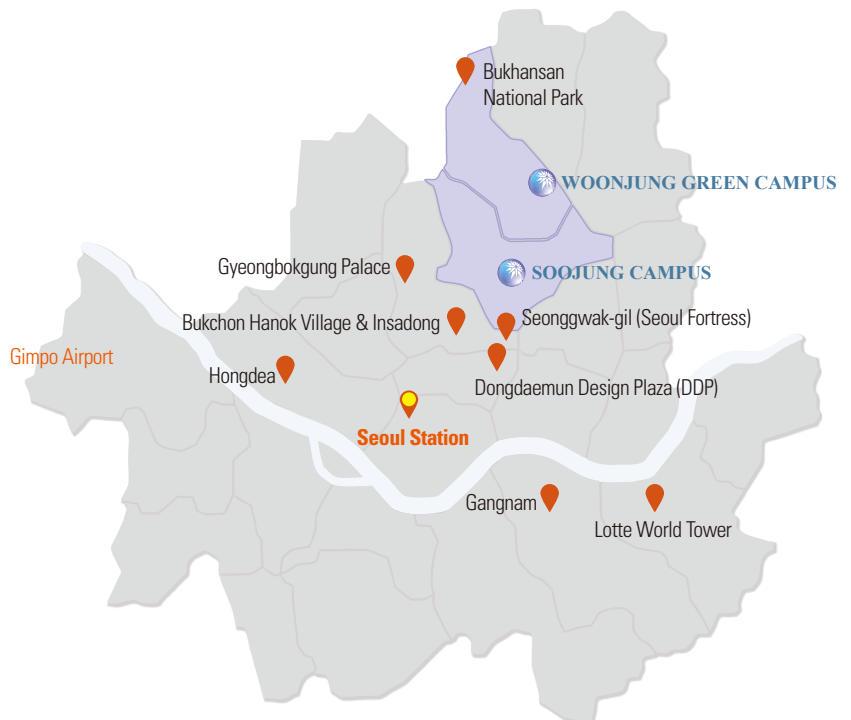 Bukhansan
National Park
WOONJUNG GREEN CAMPUS
Gyeongbokgung Palace
SOOJUNG CAMPUS
Bukchon Hanok Village & Insadong
Seonggwak-gil (Seoul Fortress)
Gimpo Airport
Hongdea
Dongdaemun Design Plaza (DDP)
Seoul Station
Gangnam
Lotte World Tower